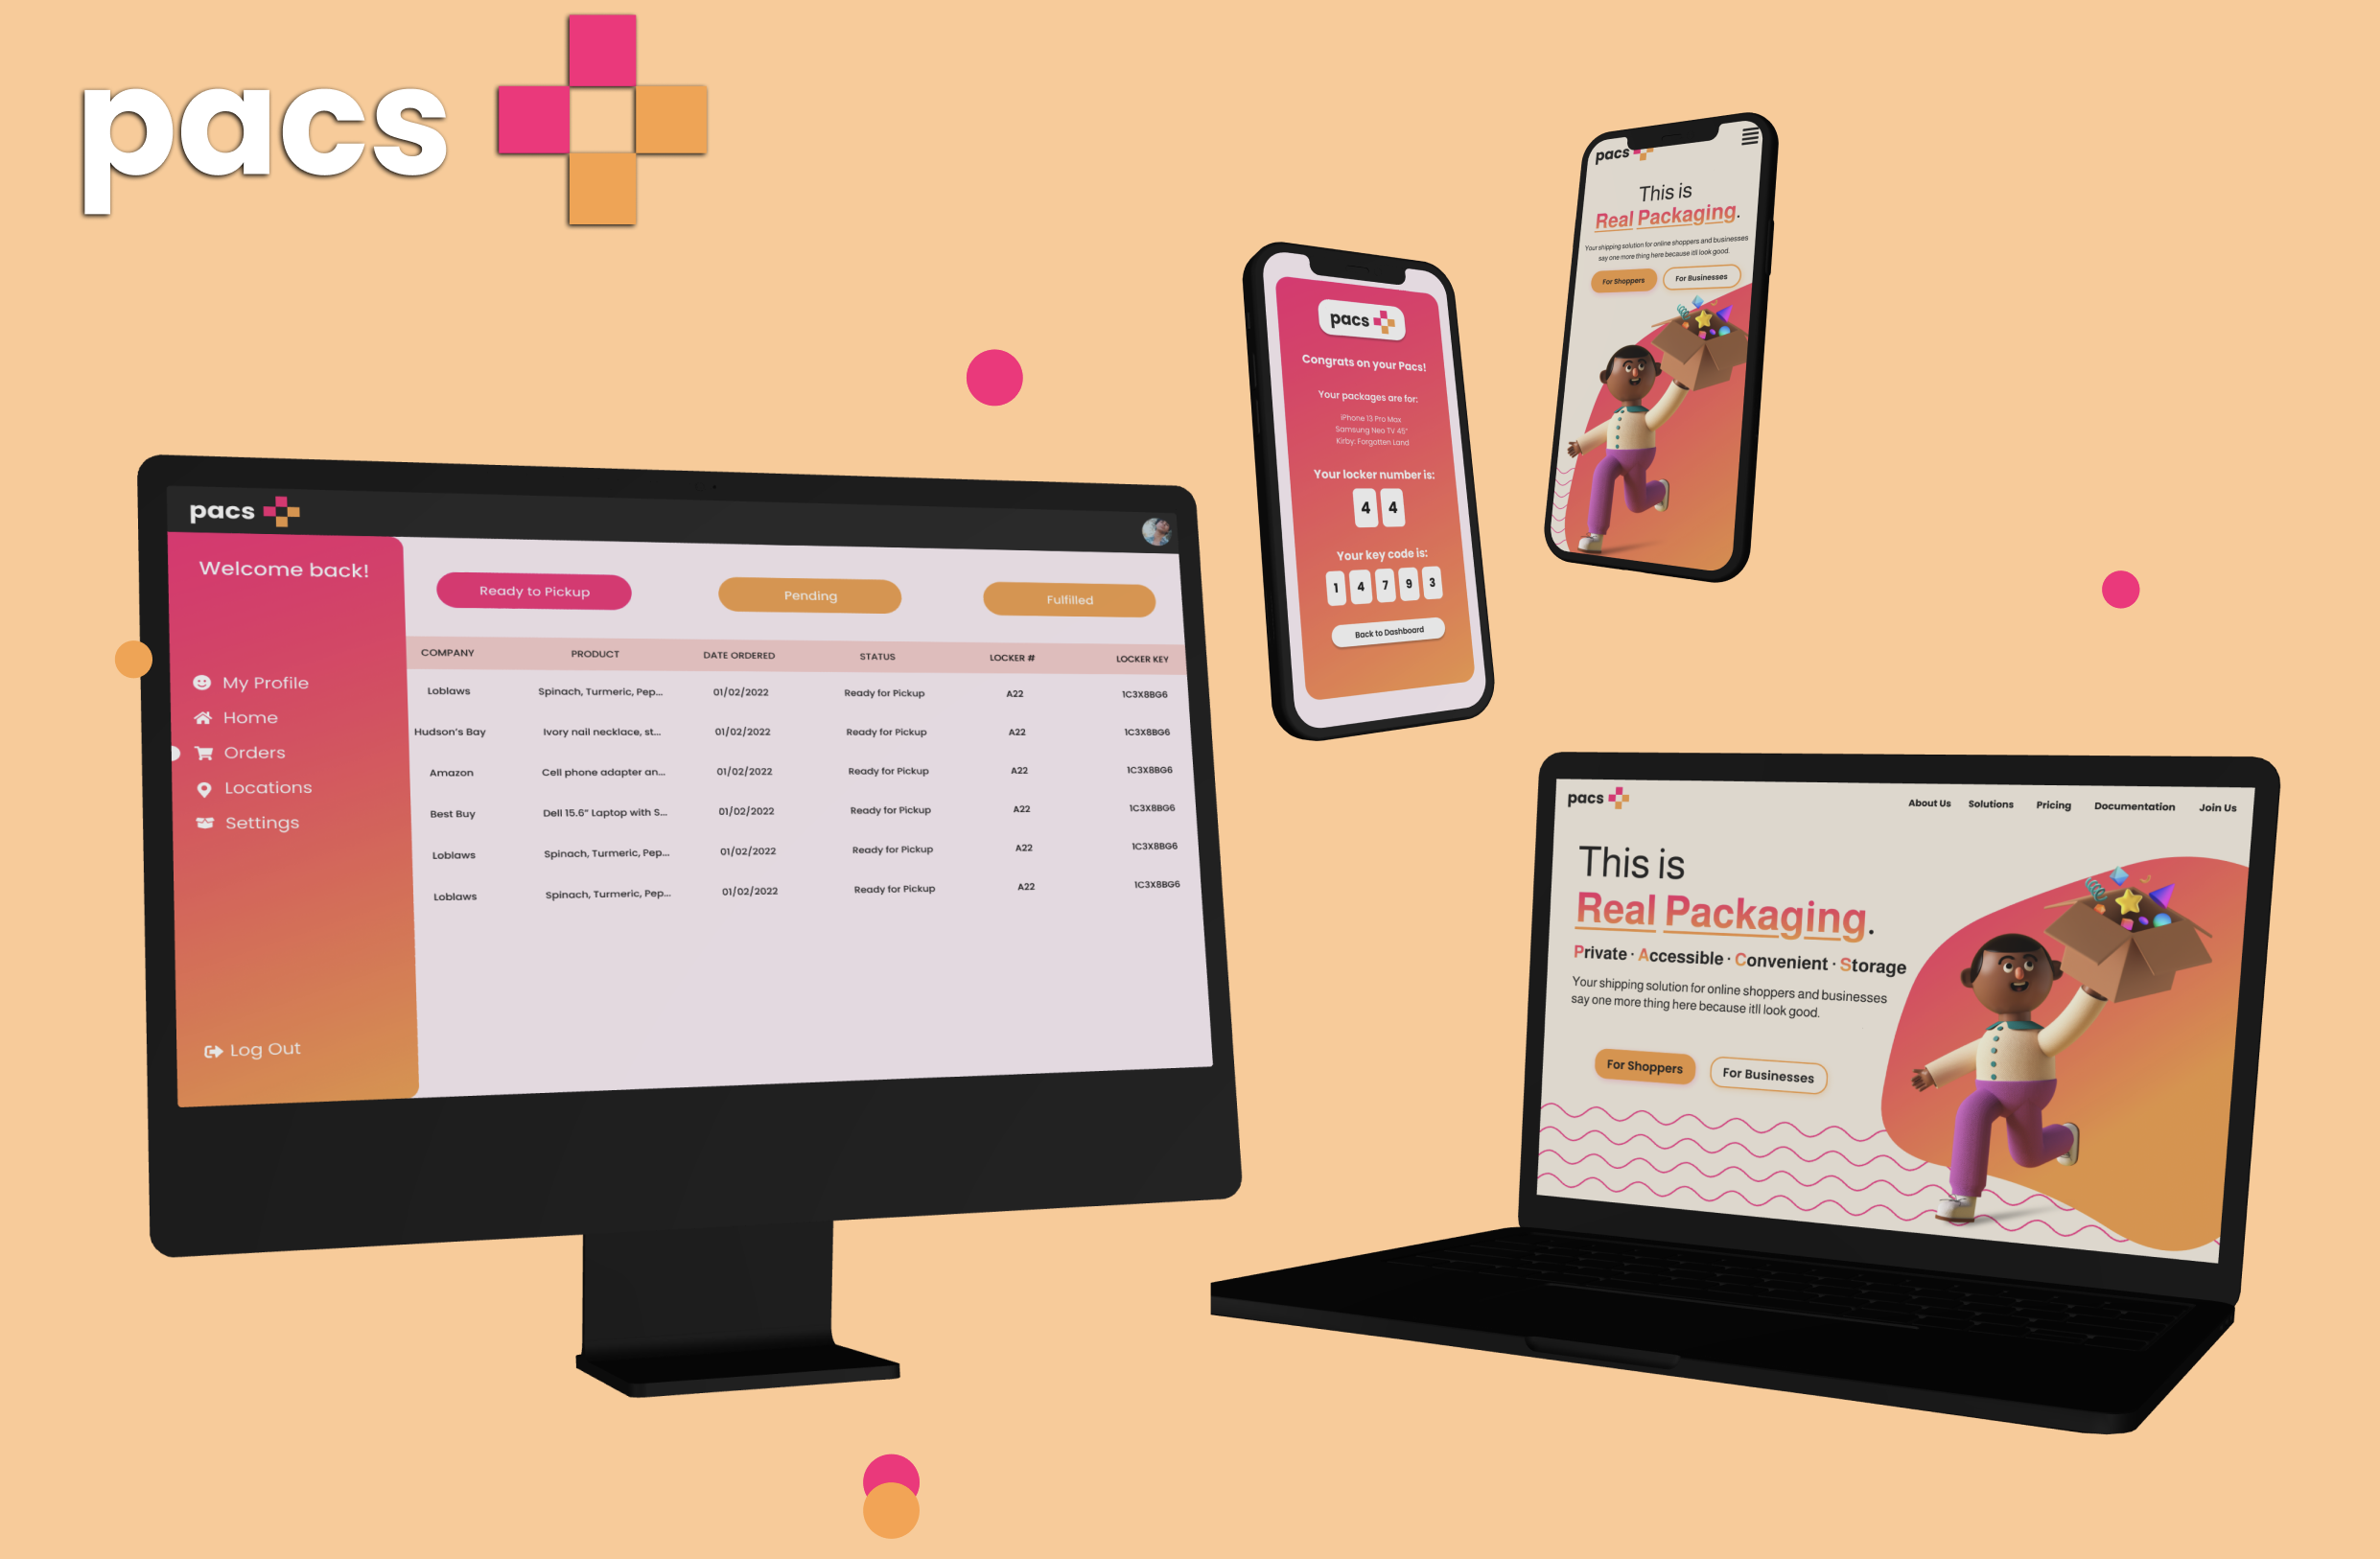 pacs
pacs
Welcome back!
My Profile
Home
Orders
Locations
Settings
Log Out
Ready to Pickup Pending Fulfilled
COMPANY PRODUCT DATE ORDERED STATUS LOCKER # LOCKER KEY
Loblaws Spinach, Turmeric, Pep... 01/02/2022 Ready for Pickup A22 1C3X8BG6
Hudson's Bay Ivory nail necklace, st... 01/02/2022 Ready for Pickup A22 1C3X8BG6
Amazon Cell phone adapter an... 01/02/2022 Ready for Pickup A22 1C3X8BG6
Best Buy Dell 15.6" Laptop with S... 01/02/2022 Ready for Pickup A22 1C3X8BG6
Loblaws Spinach, Turmeric, Pep... 01/02/2022 Ready for Pickup A22 1C3X8BG6
Loblaws Spinach, Turmeric, Pep... 01/02/2022 Ready for Pickup A22 1C3X8BG6
pacs
Congrats on your Pacs!
Your packages are for:
iPhone 13 Pro Max
Samsung Neo TV 45"
Kirby: Forgotten Land
Your locker number is:
4 4
Your key code is:
1 4 7 9 3
Back to Dashboard
pacs
This is
Real Packaging.
Your shipping solution for online shoppers and businesses
say one more thing here because itll look good.
For Shoppers For Businesses
pacs About Us Solutions Pricing Documentation Join Us
This is
Real Packaging.
Private · Accessible · Convenient · Storage
Your shipping solution for online shoppers and businesses
say one more thing here because itll look good.
For Shoppers For Businesses